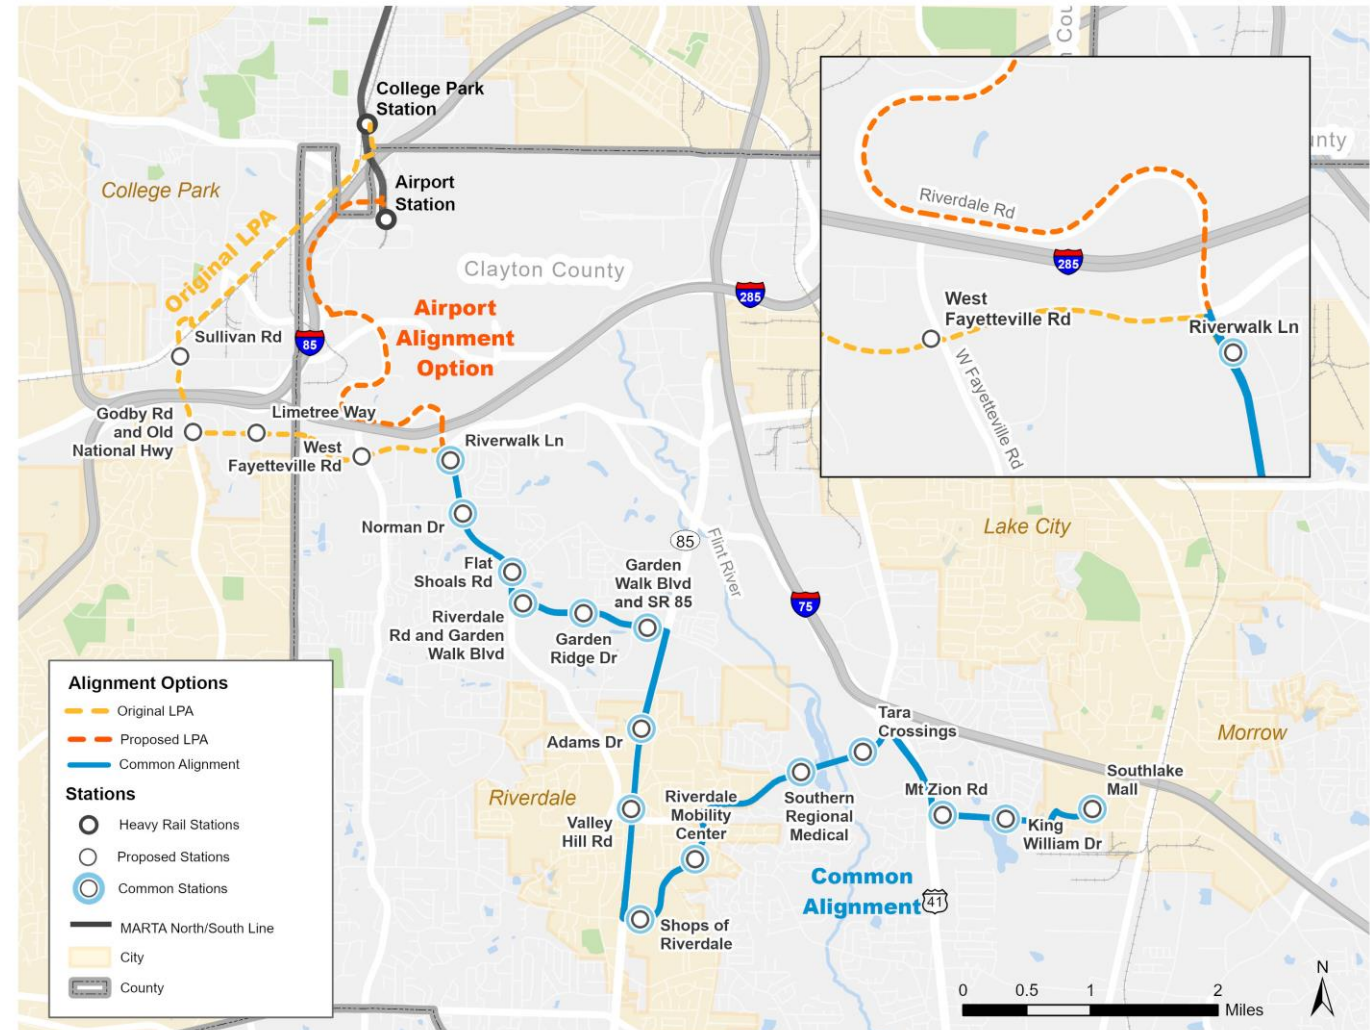 College Park
Station
College Park
Airport
Station
Original LPA
Clayton County
Sullivan Rd
85
Airport
Alignment
Option
285
Godby Rd
and Old
National Hwy
Limetree Way
West
Fayetteville Rd
Riverwalk Ln
Norman Dr
Flat
Shoals Rd
Riverdale
Rd and Garden
Walk Blvd
Garden
Ridge Dr
Garden
Walk Blvd
and SR 85
85
Flint River
75
Lake City
Adams Dr
Riverdale
Valley
Hill Rd
Riverdale
Mobility
Center
Shops of
Riverdale
Southern
Regional
Medical
Tara
Crossings
Mt Zion Rd
King
William Dr
Southlake
Mall
Morrow
Common
Alignment
41
n Cou
unty
Riverdale Rd
285
West
Fayetteville Rd
W Fayetteville Rd
Riverwalk Ln
Alignment Options
Original LPA
Proposed LPA
Common Alignment
Stations
Heavy Rail Stations
Proposed Stations
Common Stations
MARTA North/South Line
City
County
0 0.5 1 2
Miles
N